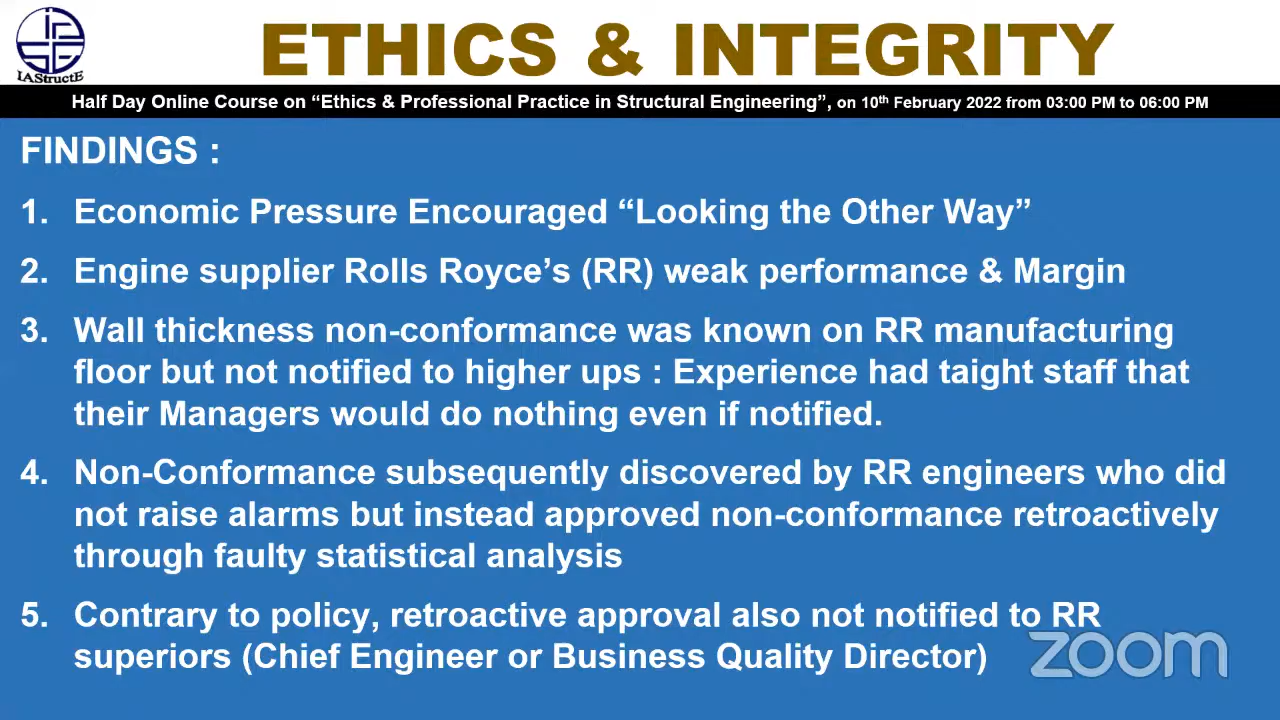 IAStructE
ETHICS & INTEGRITY
Half Day Online Course on “Ethics & Professional Practice in Structural Engineering”, on 10th February 2022 from 03:00 PM to 06:00 PM
FINDINGS :
1. Economic Pressure Encouraged “Looking the Other Way”
2. Engine supplier Rolls Royce’s (RR) weak performance & Margin
3. Wall thickness non-conformance was known on RR manufacturing
floor but not notified to higher ups : Experience had taight staff that
their Managers would do nothing even if notified.
4. Non-Conformance subsequently discovered by RR engineers who did
not raise alarms but instead approved non-conformance retroactively
through faulty statistical analysis
5. Contrary to policy, retroactive approval also not notified to RR
superiors (Chief Engineer or Business Quality Director)
zoom